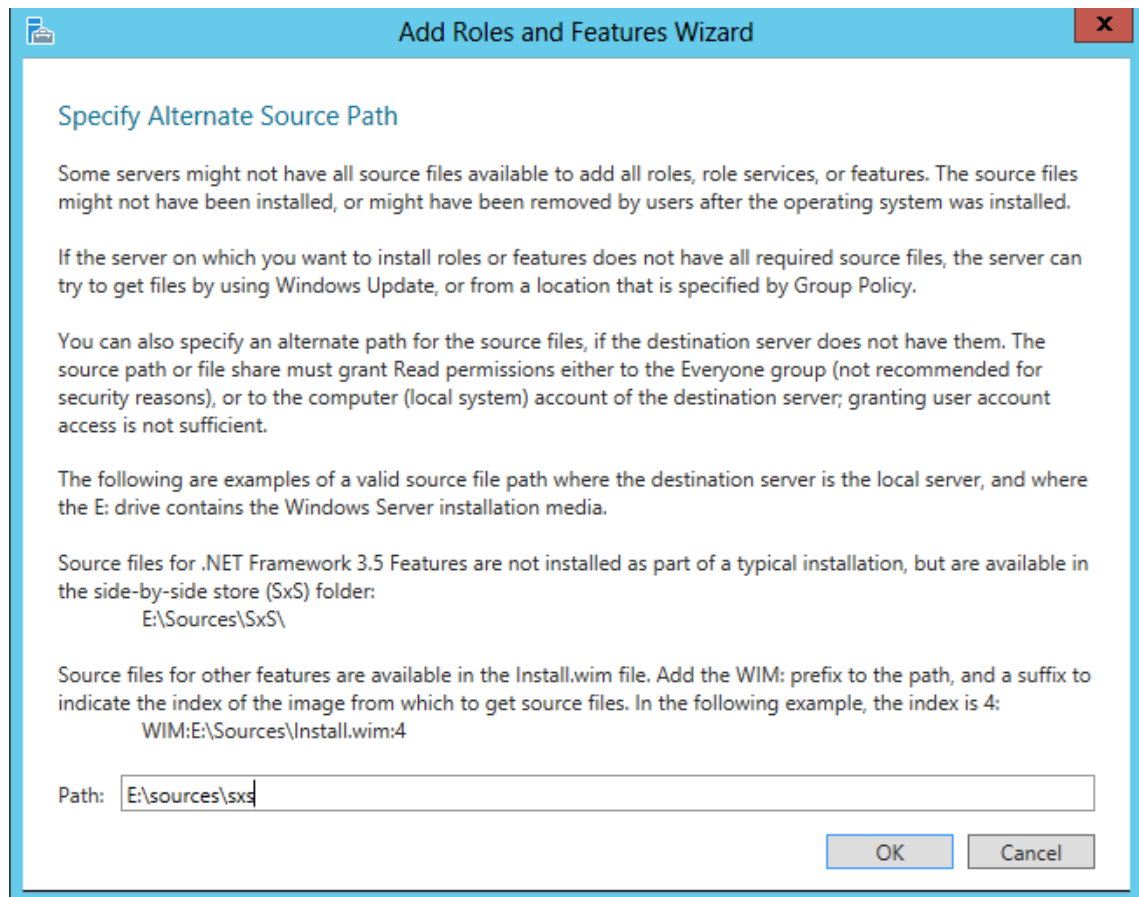 Add Roles and Features Wizard
x
Specify Alternate Source Path
Some servers might not have all source files available to add all roles, role services, or features. The source files
might not have been installed, or might have been removed by users after the operating system was installed.
If the server on which you want to install roles or features does not have all required source files, the server can
try to get files by using Windows Update, or from a location that is specified by Group Policy.
You can also specify an alternate path for the source files, if the destination server does not have them. The
source path or file share must grant Read permissions either to the Everyone group (not recommended for
security reasons), or to the computer (local system) account of the destination server; granting user account
access is not sufficient.
The following are examples of a valid source file path where the destination server is the local server, and where
the E: drive contains the Windows Server installation media.
Source files for .NET Framework 3.5 Features are not installed as part of a typical installation, but are available in
the side-by-side store (SxS) folder:
E:\Sources\SxS\
Source files for other features are available in the Install.wim file. Add the WIM: prefix to the path, and a suffix to
indicate the index of the image from which to get source files. In the following example, the index is 4:
WIM:E:\Sources\Install.wim:4
Path: E:\sources\sxs
OK Cancel